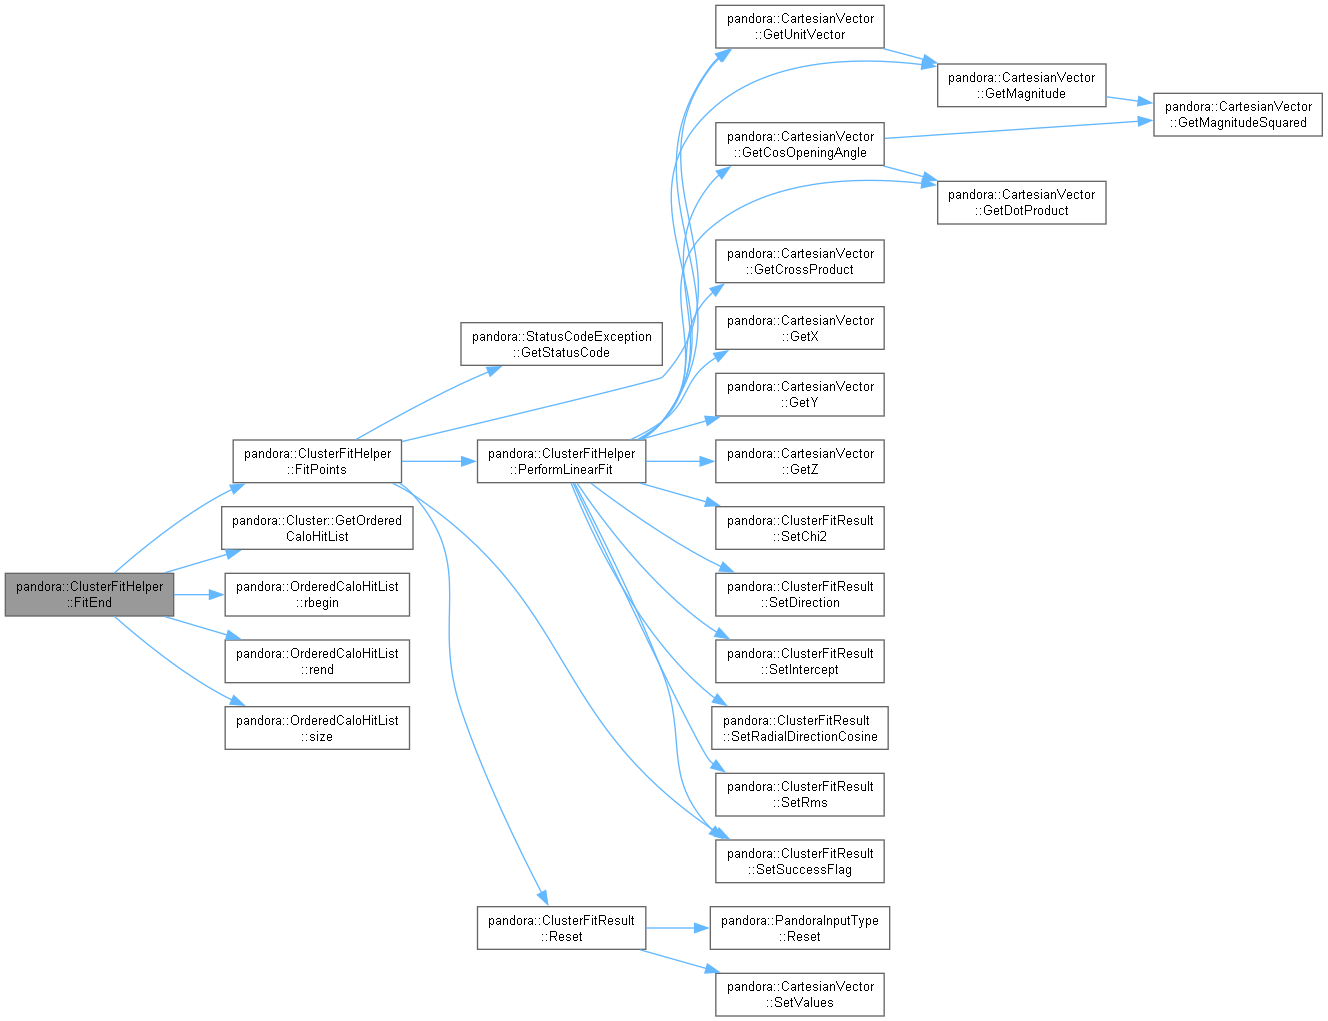 pandora::CartesianVector
::GetUnitVector
pandora::CartesianVector
::GetMagnitude
pandora::CartesianVector
::GetMagnitudeSquared
pandora::CartesianVector
::GetCosOpeningAngle
pandora::CartesianVector
::GetDotProduct
pandora::CartesianVector
::GetCrossProduct
pandora::CartesianVector
::GetX
pandora::StatusCodeException
::GetStatusCode
pandora::CartesianVector
::GetY
pandora::ClusterFitHelper
::FitPoints
pandora::ClusterFitHelper
::PerformLinearFit
pandora::CartesianVector
::GetZ
pandora::Cluster::GetOrdered
CaloHitList
pandora::ClusterFitResult
::SetChi2
pandora::ClusterFitHelper
::FitEnd
pandora::OrderedCaloHitList
::rbegin
pandora::ClusterFitResult
::SetDirection
pandora::OrderedCaloHitList
::rend
pandora::ClusterFitResult
::SetIntercept
pandora::OrderedCaloHitList
::size
pandora::ClusterFitResult
::SetRadialDirectionCosine
pandora::ClusterFitResult
::SetRms
pandora::ClusterFitResult
::SetSuccessFlag
pandora::ClusterFitResult
::Reset
pandora::PandoraInputType
::Reset
pandora::CartesianVector
::SetValues